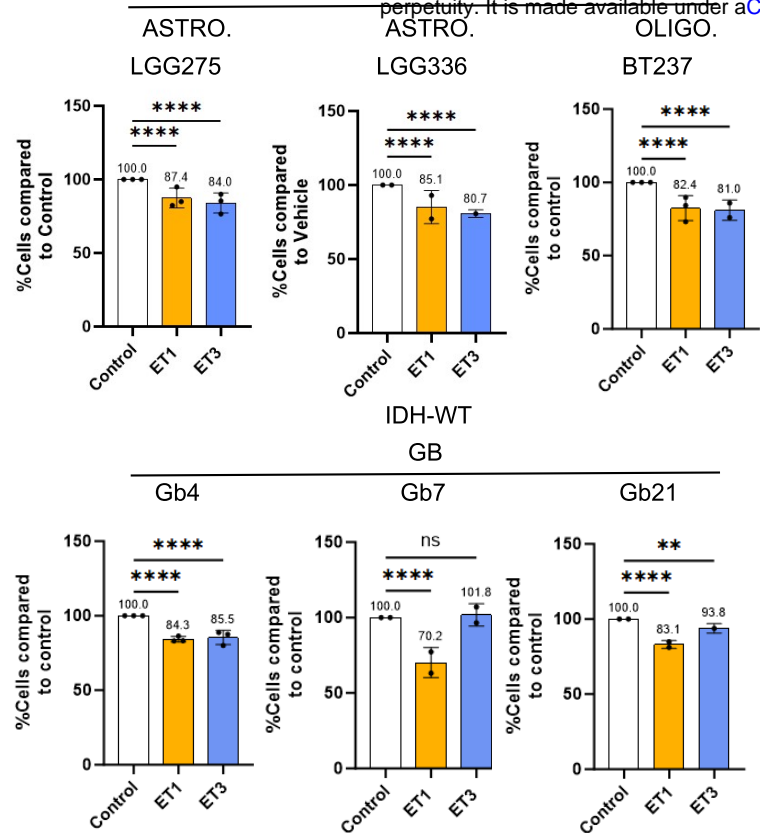 perpetuity. It is made available under aC
ASTRO. ASTRO. OLIGO.
LGG275 LGG336 BT237
%Cells compared
to Control
150
100
50
0
****
****
100.0
87.4
84.0
Control ET1 ET3
%Cells compared
to Vehicle
150
100
50
0
****
****
100.0
85.1
80.7
Control ET1 ET3
%Cells compared
to control
150
100
50
0
****
****
100.0
82.4
81.0
Control ET1 ET3
IDH-WT
GB
Gb4 Gb7 Gb21
%Cells compared
to control
150
100
50
0
****
****
100.0
84.3
85.5
Control ET1 ET3
%Cells compared
to control
150
100
50
0
ns
****
100.0
70.2
101.8
Control ET1 ET3
%Cells compared
to control
150
100
50
0
**
****
100.0
83.1
93.8
Control ET1 ET3